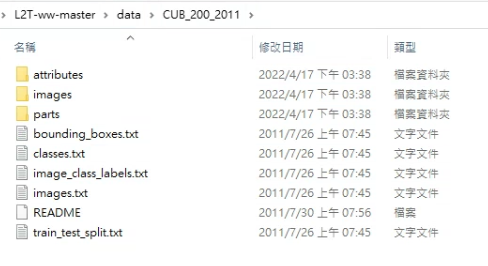 L2T-ww-master > data > CUB_200_2011 >
名稱 修改日期 類型
attributes 2022/4/17 下午 03:38 檔案資料夾
images 2022/4/17 下午 03:38 檔案資料夾
parts 2022/4/17 下午 03:38 檔案資料夾
bounding_boxes.txt 2011/7/26 上午 07:45 文字文件
classes.txt 2011/7/26 上午 07:45 文字文件
image_class_labels.txt 2011/7/26 上午 07:45 文字文件
images.txt 2011/7/26 上午 07:45 文字文件
README 2011/7/30 上午 07:56 檔案
train_test_split.txt 2011/7/26 上午 07:45 文字文件